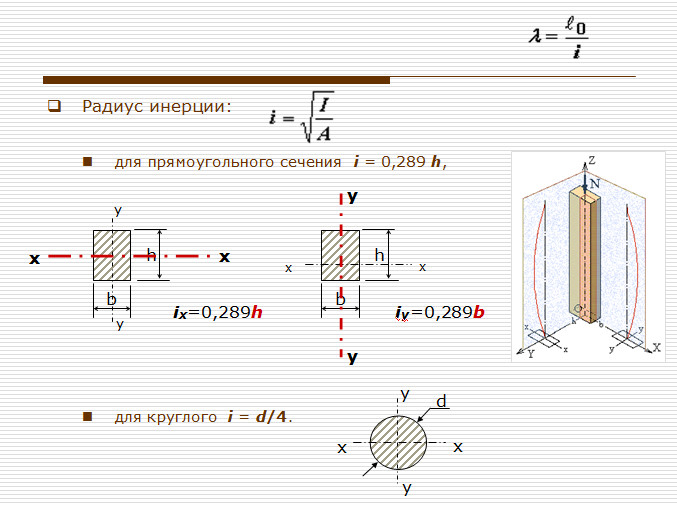 λ = ℓ0/i
Радиус инерции: i = √(I/A)
для прямоугольного сечения i = 0,289 h,
y
x x
h
b
y
ix=0,289h
y
x x
h
b
y
iy=0,289b
Z
N
O
h b
x x
y y
Y X
для круглого i = d/4.
y
d
x x
y